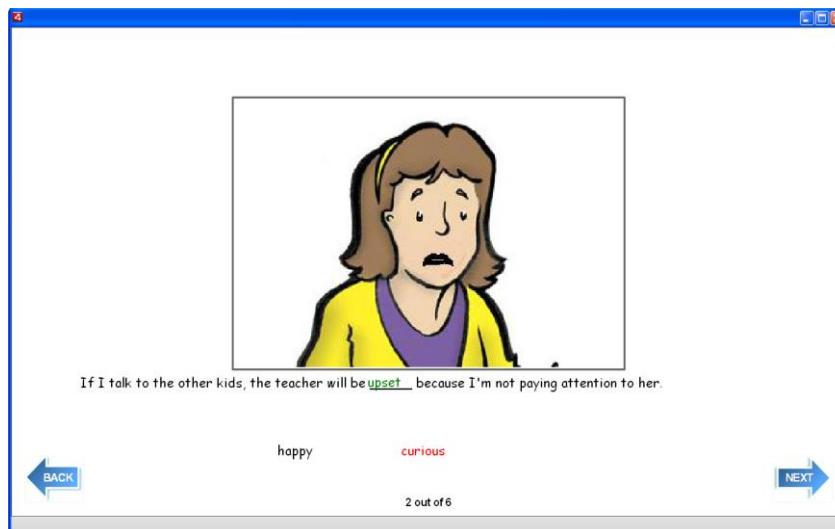 If I talk to the other kids, the teacher will be upset because I'm not paying attention to her.
happy curious
BACK NEXT
2 out of 6